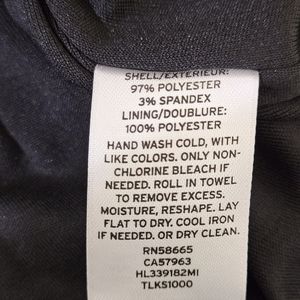 SHELL/EXTERIEUR:
97% POLYESTER
3% SPANDEX
LINING/DOUBLURE:
100% POLYESTER
HAND WASH COLD, WITH
LIKE COLORS. ONLY NON-
CHLORINE BLEACH IF
NEEDED. ROLL IN TOWEL
TO REMOVE EXCESS.
MOISTURE, RESHAPE. LAY
FLAT TO DRY. COOL IRON
IF NEEDED. OR DRY CLEAN.
RN58665
CA57963
HL339182MI
TLKS1000